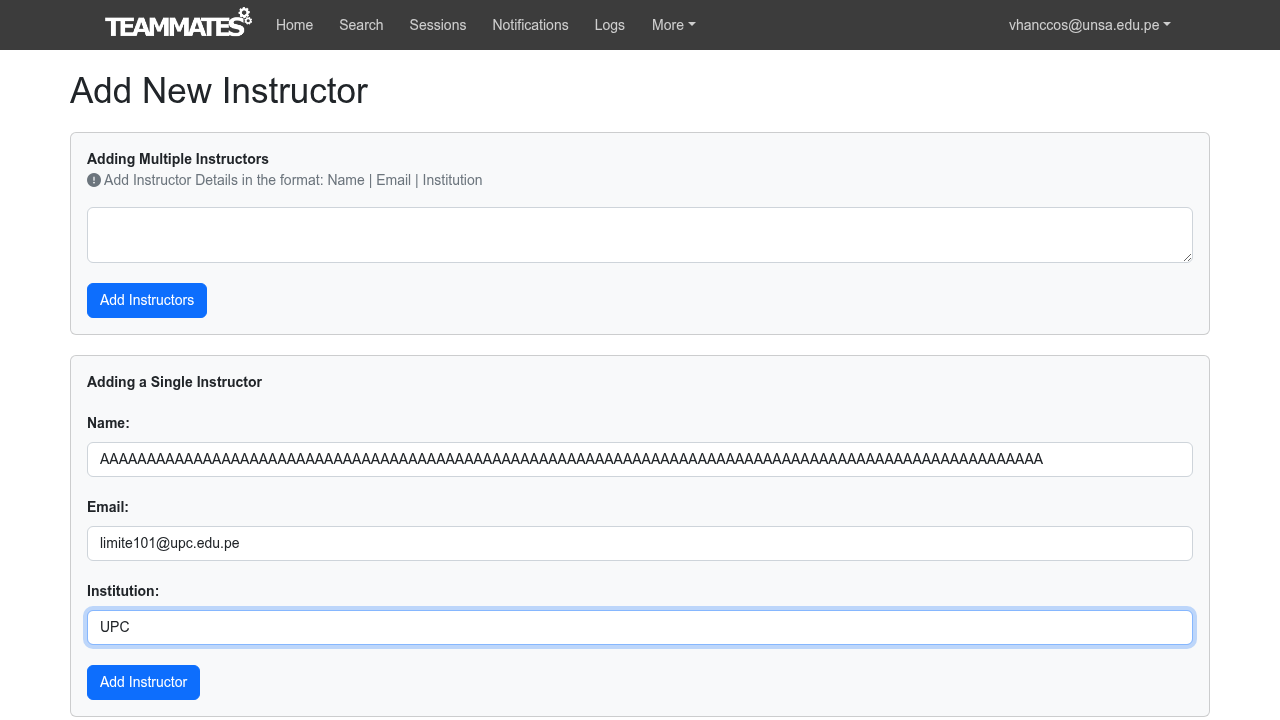 TEAMMATES Home Search Sessions Notifications Logs More vhanccos@unsa.edu.pe
Add New Instructor
Adding Multiple Instructors
Add Instructor Details in the format: Name | Email | Institution
Add Instructors
Adding a Single Instructor
Name:
AAAAAAAAAAAAAAAAAAAAAAAAAAAAAAAAAAAAAAAAAAAAAAAAAAAAAAAAAAAAAAAAAAAAAAAAAAAAAAAAAAAAAAAAAAAAAAAAAAAAA
Email:
limite101@upc.edu.pe
Institution:
UPC
Add Instructor